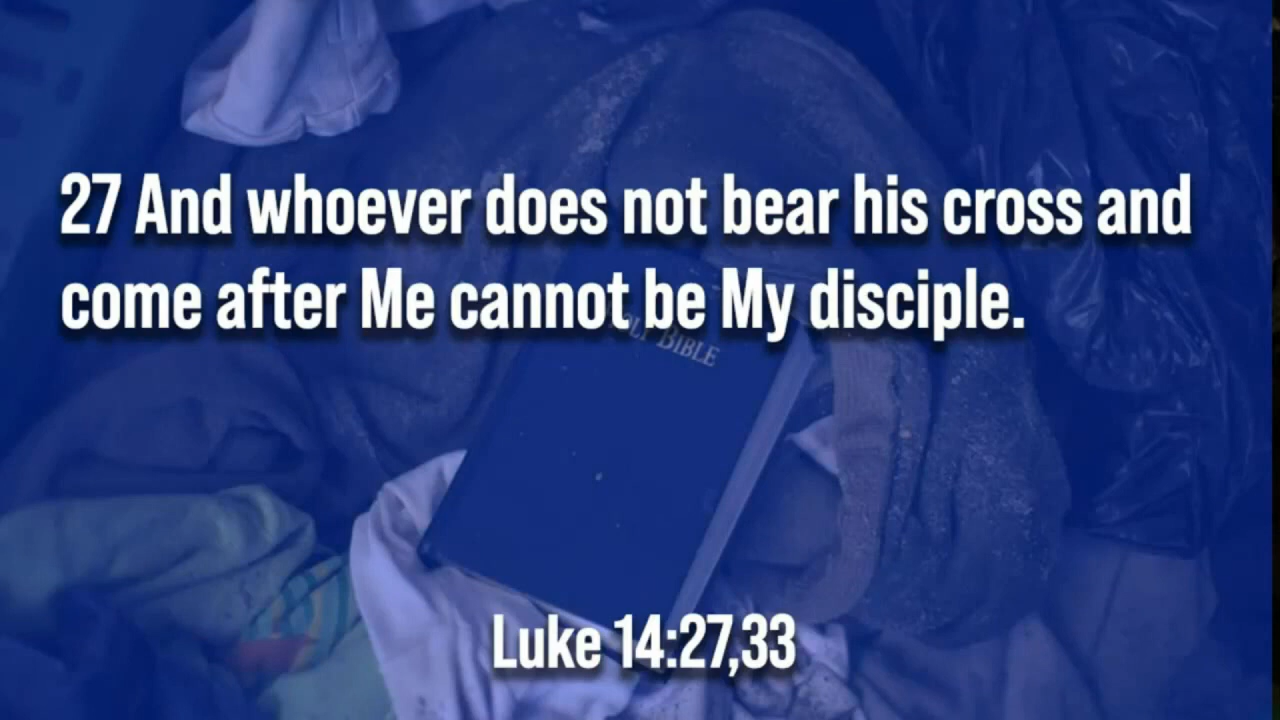 27 And whoever does not bear his cross and
come after Me cannot be My disciple.
HOLY BIBLE
Luke 14:27,33